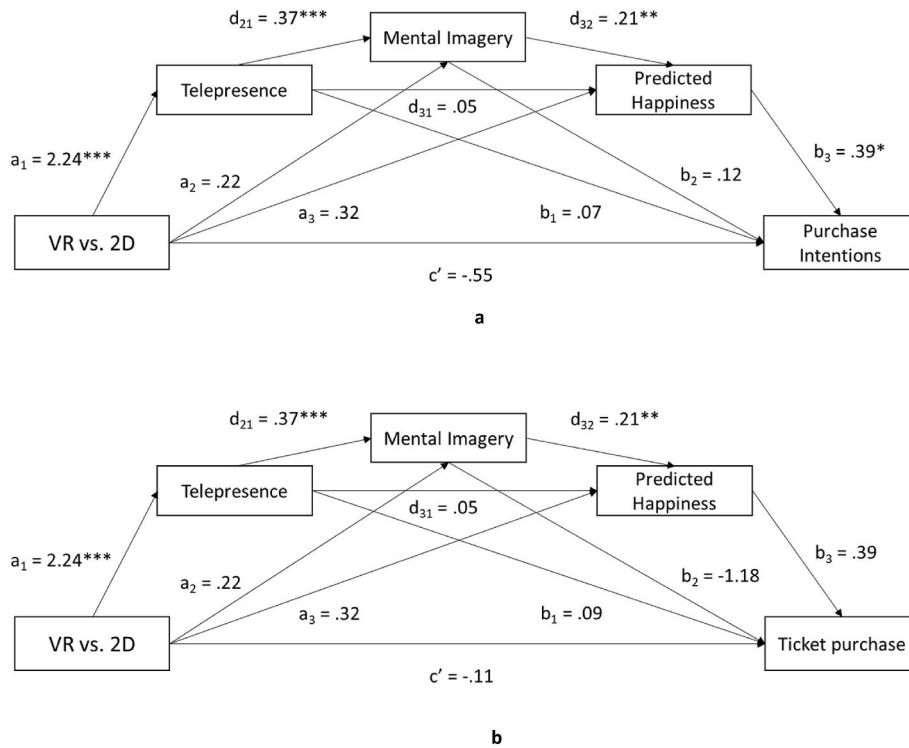 d21 = .37***
d32 = .21**
Mental Imagery
Telepresence
Predicted
Happiness
d31 = .05
a1 = 2.24***
a2 = .22
b2 = .12
b3 = .39*
a3 = .32
b1 = .07
VR vs. 2D
Purchase
Intentions
c’ = -.55
a
d21 = .37***
d32 = .21**
Mental Imagery
Telepresence
Predicted
Happiness
d31 = .05
a1 = 2.24***
a2 = .22
b2 = -1.18
b3 = .39
a3 = .32
b1 = .09
VR vs. 2D
Ticket purchase
c’ = -.11
b